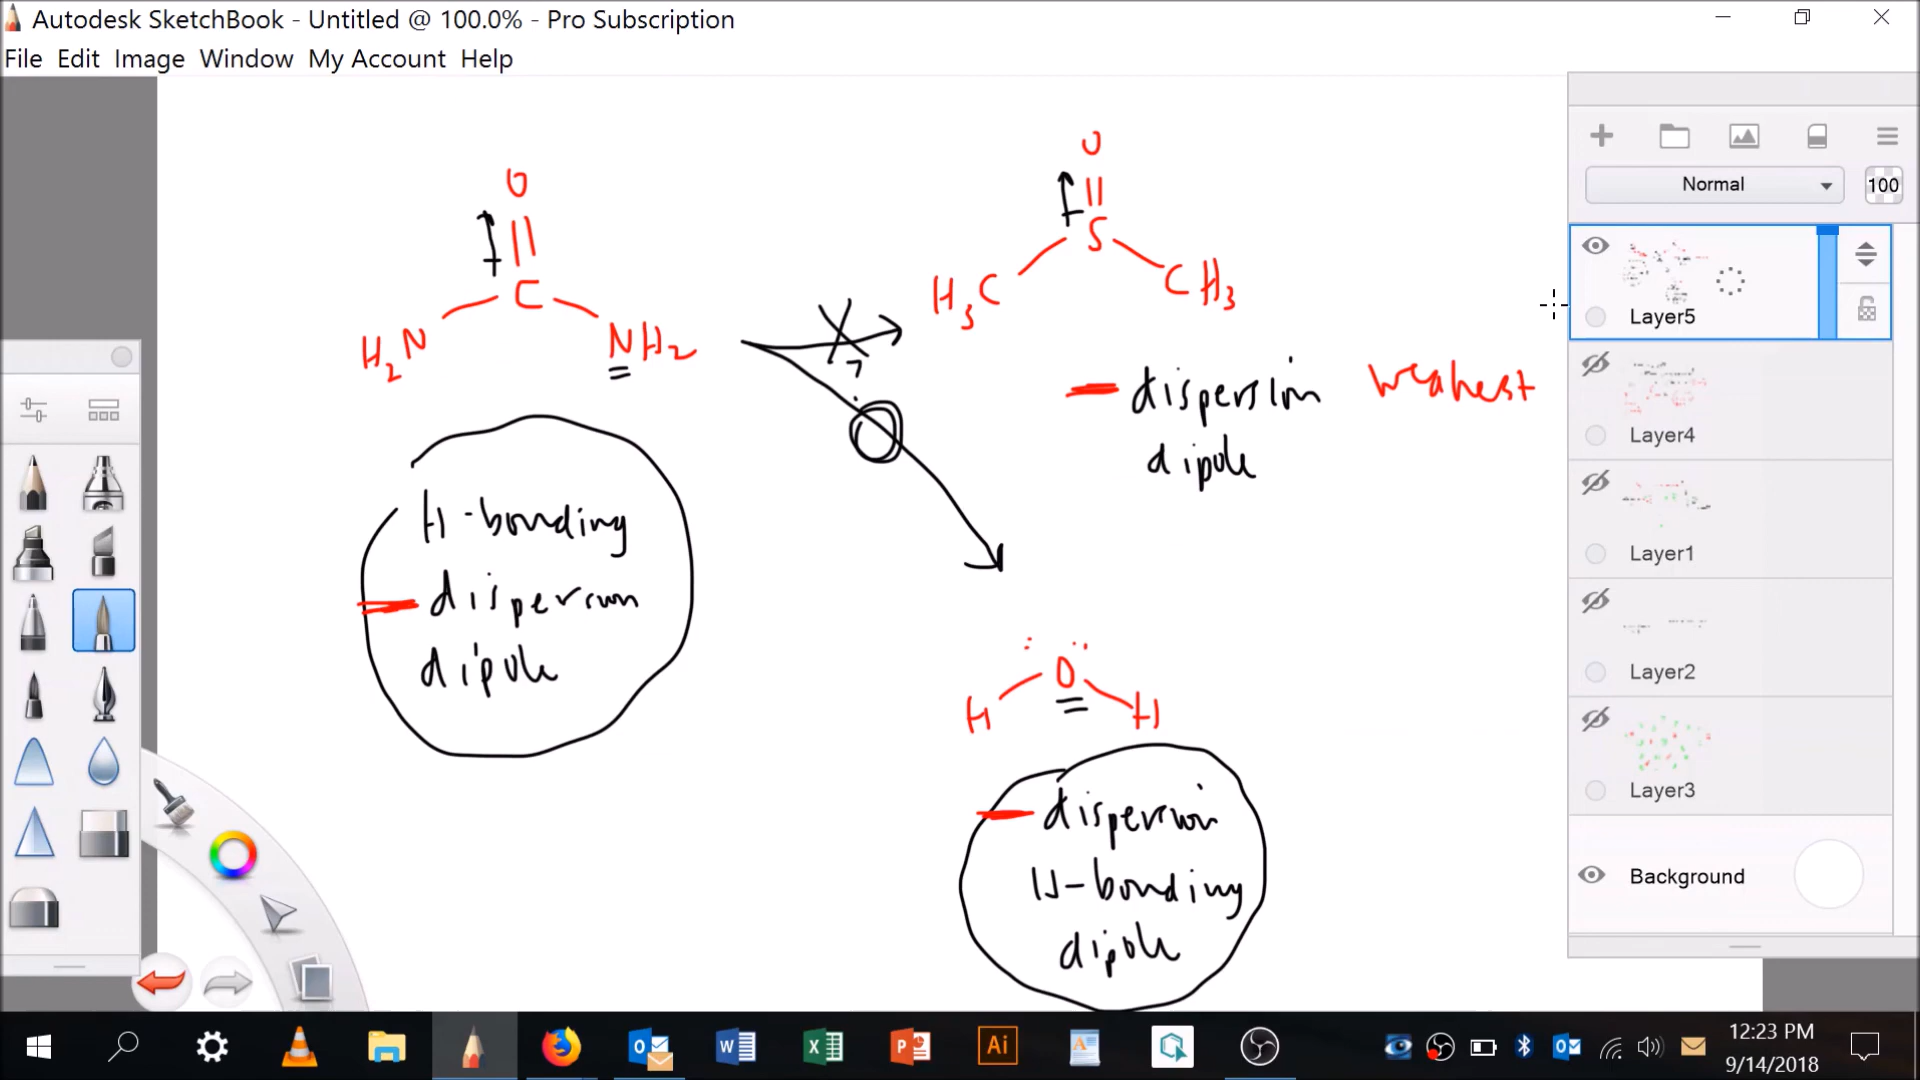 Autodesk SketchBook - Untitled @ 100.0% - Pro Subscription
File Edit Image Window My Account Help
O
O
C
S
H2N
NH2
H3C
CH3
?
dispersion weakest
dipole
H-bonding
dispersion
dipole
O
H H
dispersion
H-bonding
dipole
Normal 100
Layer5
Layer4
Layer1
Layer2
Layer3
Background
Ai
12:23 PM
9/14/2018